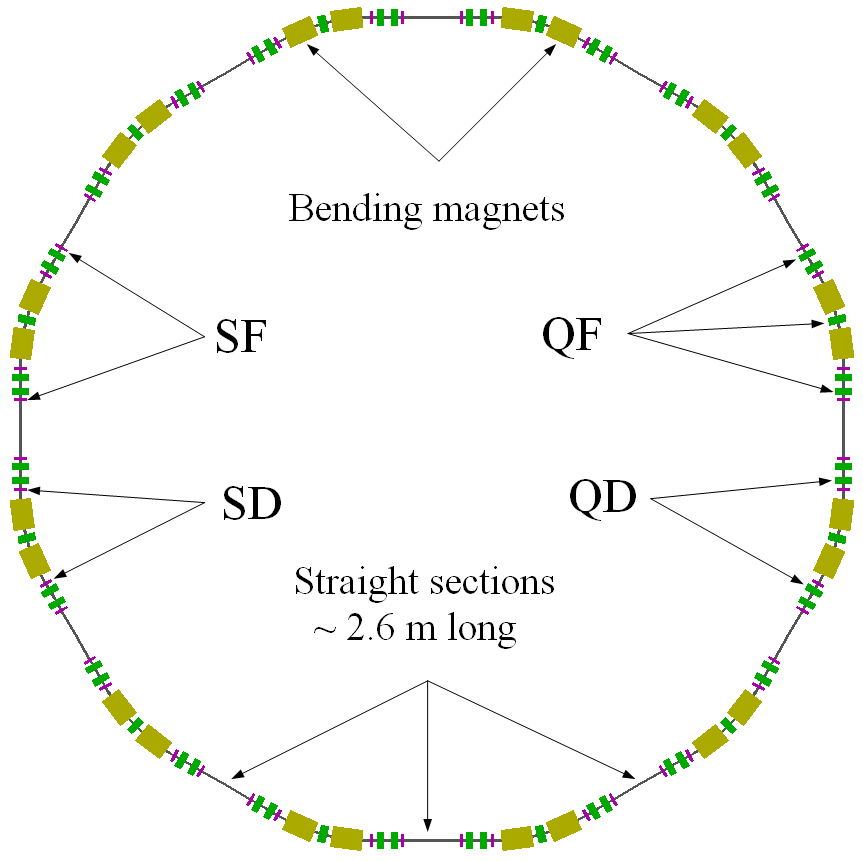 Bending magnets
SF
QF
SD
QD
Straight sections
~ 2.6 m long